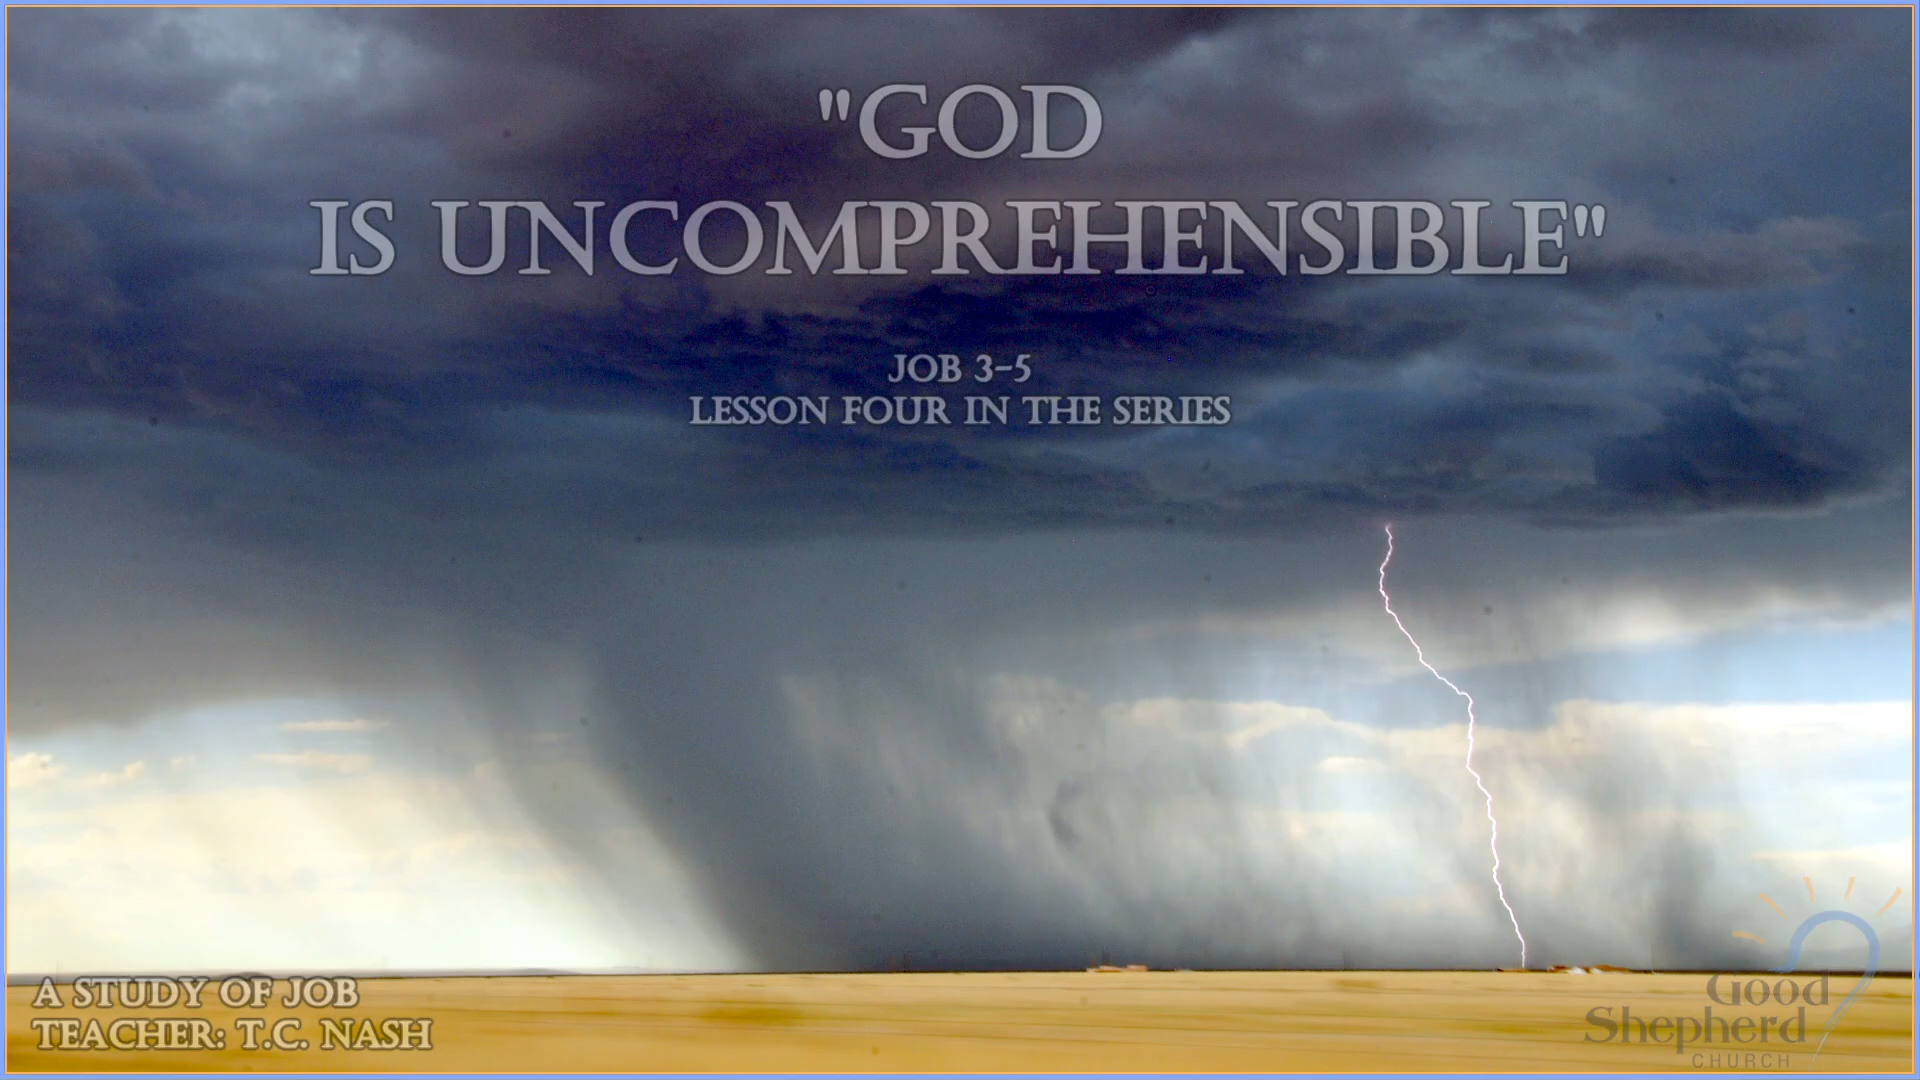 "GOD
IS UNCOMPREHENSIBLE"
JOB 3-5
LESSON FOUR IN THE SERIES
A STUDY OF JOB
TEACHER: T.C. NASH
Good
Shepherd
CHURCH